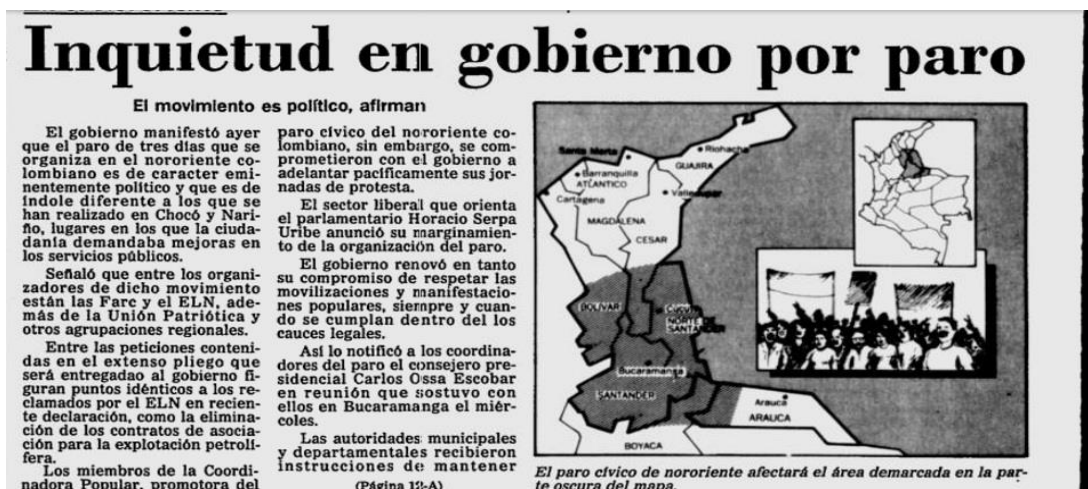 Inquietud en gobierno por paro
El movimiento es político, afirman
El gobierno manifestó ayer
que el paro de tres días que se
organiza en el nororiente co-
lombiano es de caracter emi-
nentemente político y que es de
índole diferente a los que se
han realizado en Chocó y Nari-
ño, lugares en los que la ciuda-
danía demandaba mejoras en
los servicios públicos.
Señaló que entre los organi-
zadores de dicho movimiento
están las Farc y el ELN, ade-
más de la Unión Patriótica y
otros agrupaciones regionales.
Entre las peticiones conteni-
das en el extenso pliego que
será entregadao al gobierno fi-
guran puntos idénticos a los re-
clamados por el ELN en recien-
te declaración, como la elimina-
ción de los contratos de asocia-
ción para la explotación petrolí-
fera.
Los miembros de la Coordi-
nadora Popular, promotora del
paro cívico del nororiente co-
lombiano, sin embargo, se com-
prometieron con el gobierno a
adelantar pacíficamente sus jor-
nadas de protesta.
El sector liberal que orienta
el parlamentario Horacio Serpa
Uribe anunció su marginamien-
to de la organización del paro.
El gobierno renovó en tanto
su compromiso de respetar las
movilizaciones y manifestacio-
nes populares, siempre y cuan-
do se cumplan dentro del los
cauces legales.
Así lo notificó a los coordina-
dores del paro el consejero pre-
sidencial Carlos Ossa Escobar
en reunión que sostuvo con
ellos en Bucaramanga el miér-
coles.
Las autoridades municipales
y departamentales recibieron
instrucciones de mantener
(Página 12-A)
Santa Marta
Riohacha
Barranquilla
GUAJIRA
ATLANTICO
Valledupar
Cartagena
MAGDALENA
CESAR
BOLIVAR
CUCUTA
NORTE DE
SANTANDER
Bucaramanga
SANTANDER
Arauca
ARAUCA
BOYACA
El paro cívico de nororiente afectará el área demarcada en la par-
te oscura del mapa.